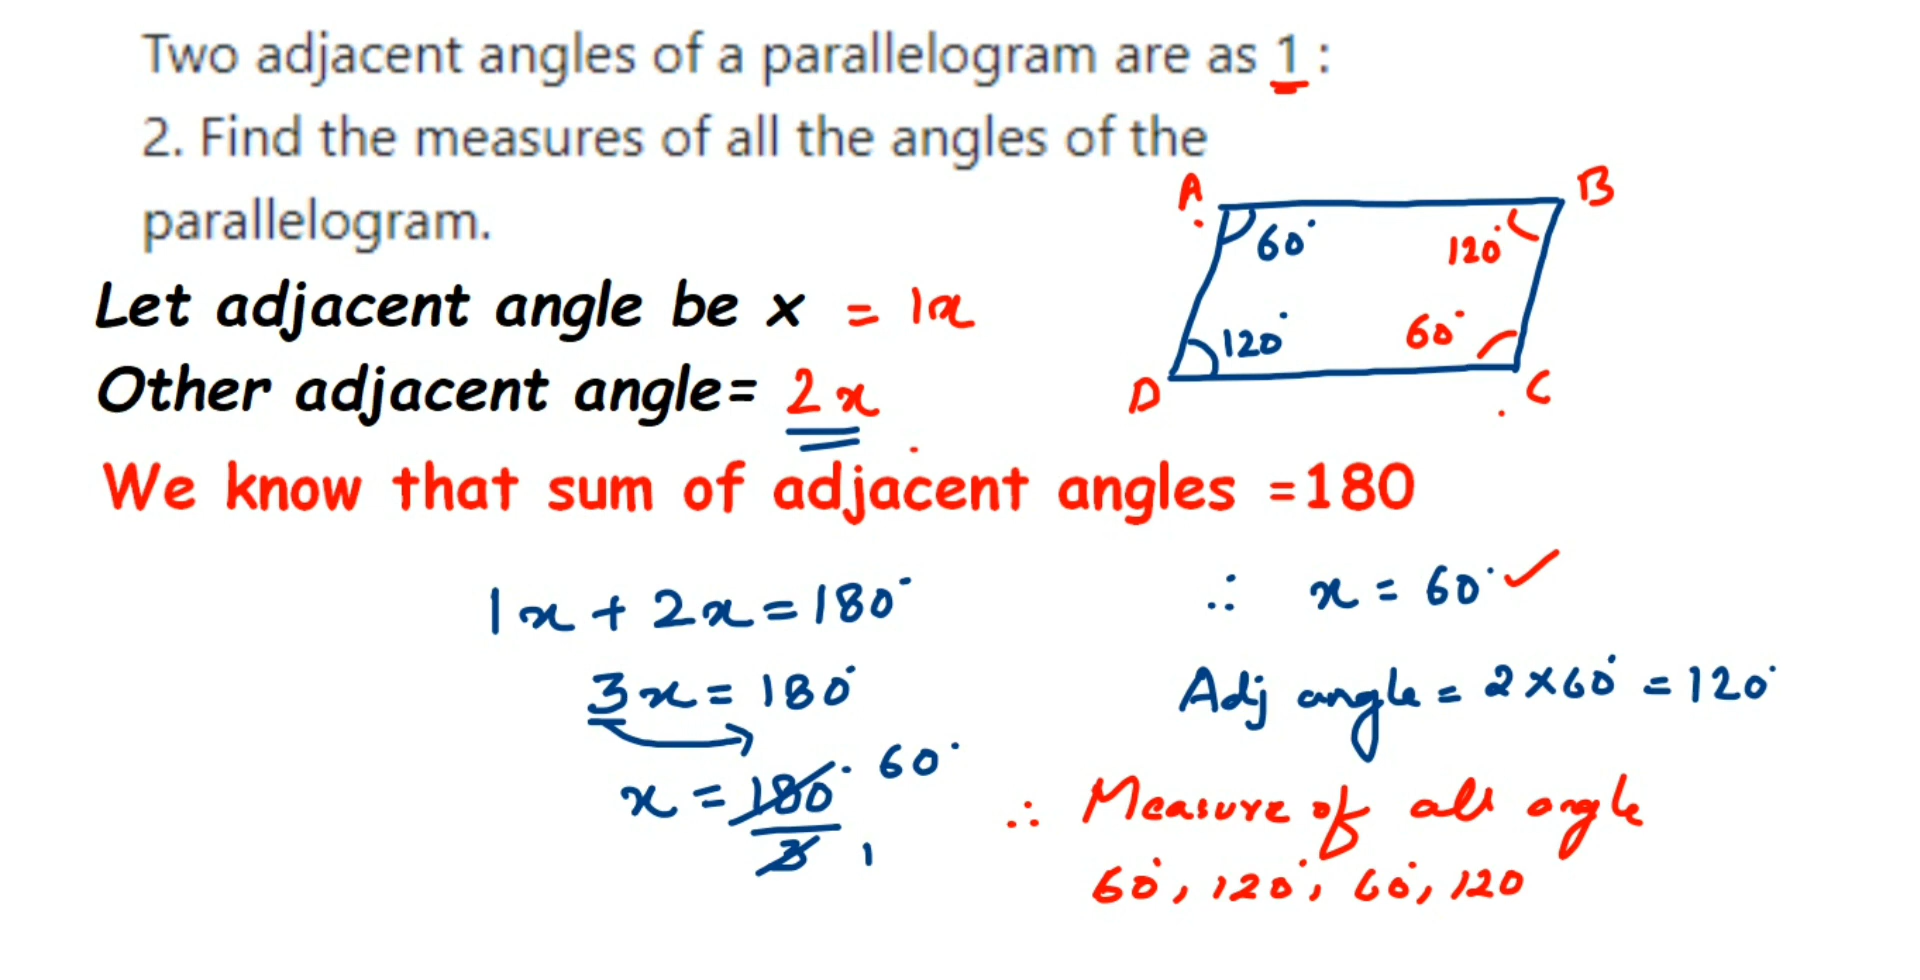 Two adjacent angles of a parallelogram are as 1 :
2. Find the measures of all the angles of the
parallelogram.
A
B
60°
120°
120°
60°
D
C
Let adjacent angle be x = 1x
Other adjacent angle= 2x
We know that sum of adjacent angles =180
1x + 2x = 180°
3x = 180°
x = 180° 60°
3 1
∴ x = 60° ✓
Adj angle = 2×60° = 120°
∴ Measure of all angle
60°, 120°, 60°, 120